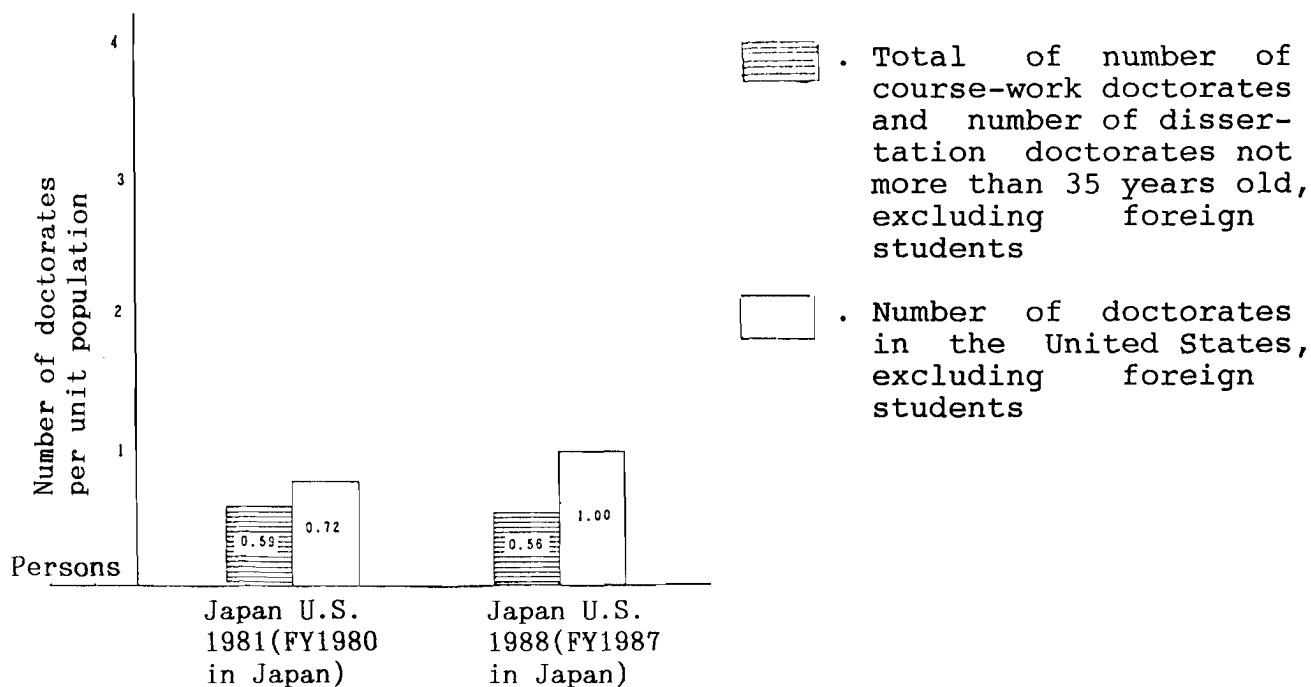 4
3
2
1
Number of doctorates
per unit population
Persons
0.59
0.72
0.56
1.00
Japan U.S.
1981(FY1980
in Japan)
Japan U.S.
1988(FY1987
in Japan)
. Total of number of
course-work doctorates
and number of disser-
tation doctorates not
more than 35 years old,
excluding foreign
students
. Number of doctorates
in the United States,
excluding foreign
students